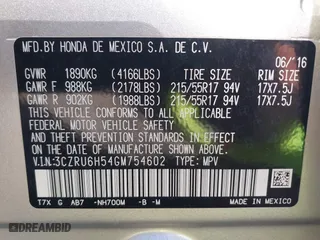 MFD.BY HONDA DE MEXICO S.A. DE C.V.
06/'16
GVWR 1890KG (4166LBS) TIRE SIZE RIM SIZE
GAWR F 988KG (2178LBS) 215/55R17 94V 17X7.5J
GAWR R 902KG (1988LBS) 215/55R17 94V 17X7.5J
THIS VEHICLE CONFORMS TO ALL APPLICABLE
FEDERAL MOTOR VEHICLE SAFETY, BUMPER, AND
THEFT PREVENTION STANDARDS IN EFFECT ON THE
DATE OF MANUFACTURE SHOWN ABOVE.
V.I.N:3CZRU6H54GM754602 TYPE: MPV
T7X G AB7 -NH700M -B -M
DREAMBID